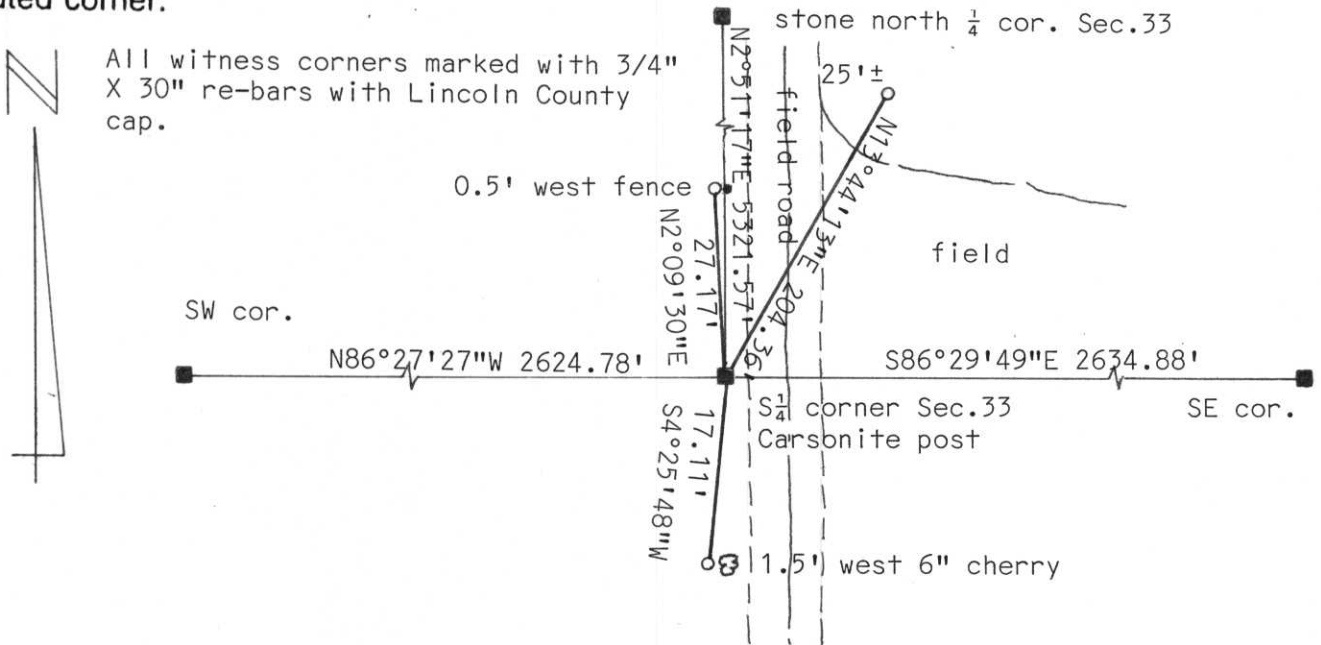 corner.
stone north 1/4 cor. Sec.33
N
All witness corners marked with 3/4"
X 30" re-bars with Lincoln County
cap.
25'±
N2°51'17"E 5321.57'
field road
N13°44'13"E 204.36'
0.5' west fence
N2°09'30"E
27.17'
field
SW cor.
N86°27'27"W 2624.78'
S86°29'49"E 2634.88'
S1/4 corner Sec.33
Carsonite post
SE cor.
17.11'
S4°25'48"W
1.5' west 6" cherry